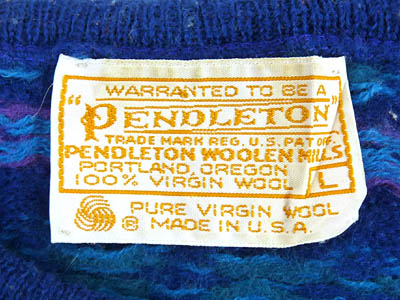 WARRANTED TO BE A
"PENDLETON"
TRADE MARK REG. U.S. PAT OFF.
PENDLETON WOOLEN MILLS
PORTLAND, OREGON
100% VIRGIN WOOL L
PURE VIRGIN WOOL
® MADE IN U.S.A.